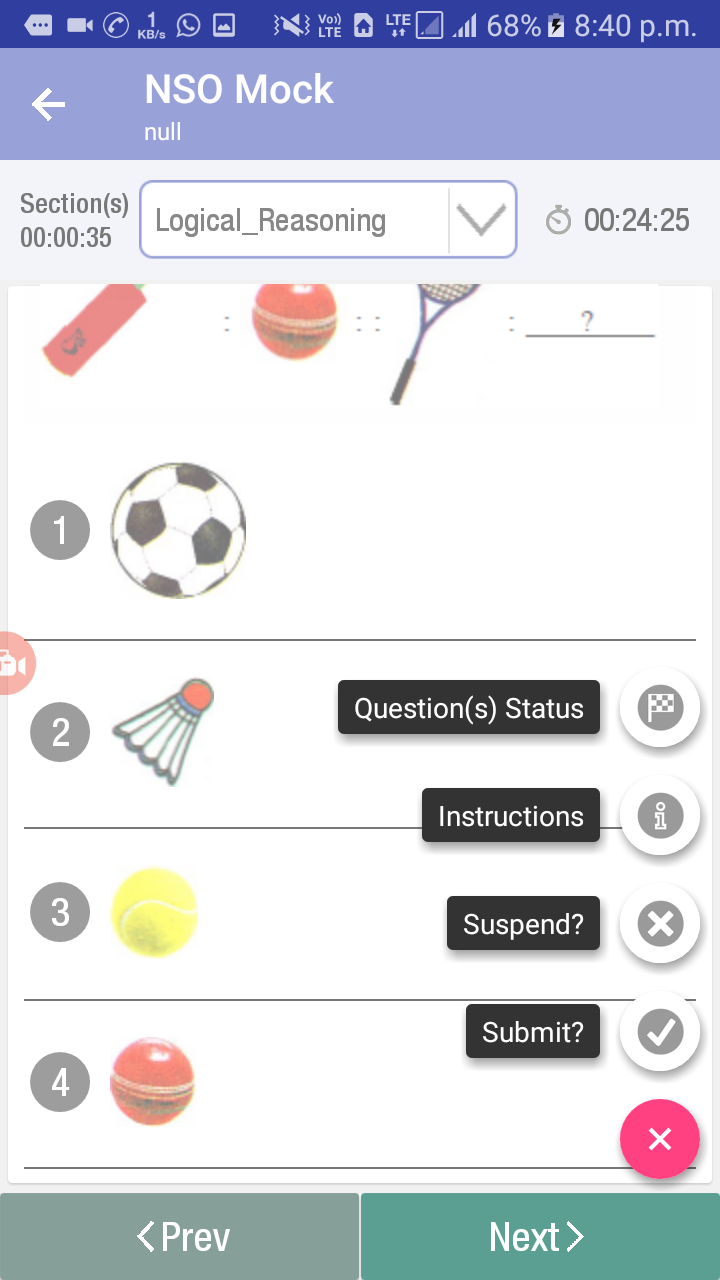 1
KB/s
Vo))
LTE
LTE
68%
8:40 p.m.
NSO Mock
null
Section(s)
00:00:35
Logical_Reasoning
00:24:25
: : : : ?
1
2
Question(s) Status
Instructions
3
Suspend?
Submit?
4
Prev
Next